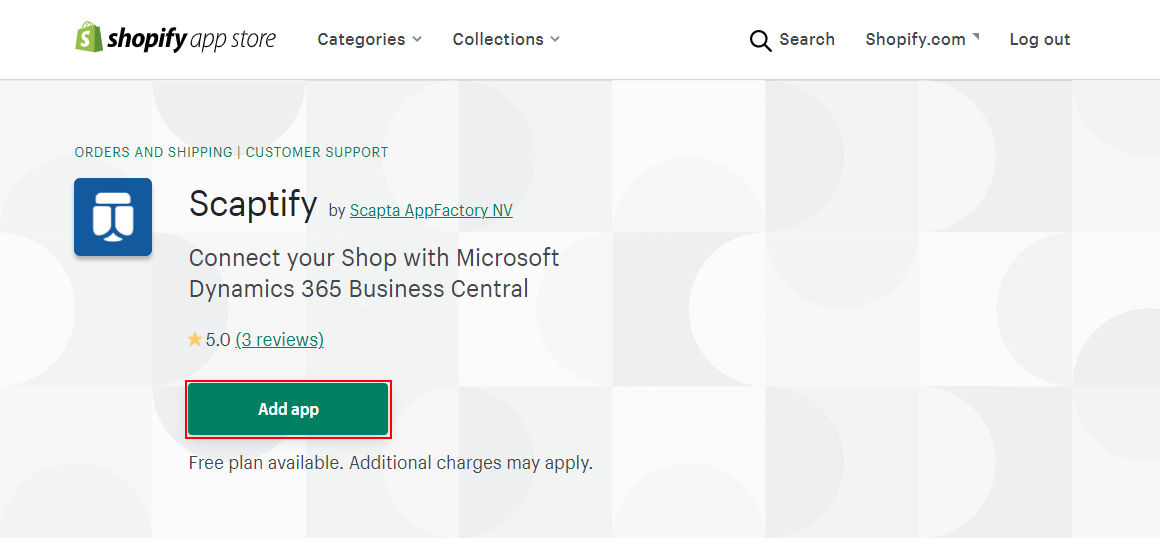 shopify app store Categories Collections Search Shopify.com Log out
ORDERS AND SHIPPING | CUSTOMER SUPPORT
Scaptify by Scapta AppFactory NV
Connect your Shop with Microsoft
Dynamics 365 Business Central
5.0 (3 reviews)
Add app
Free plan available. Additional charges may apply.